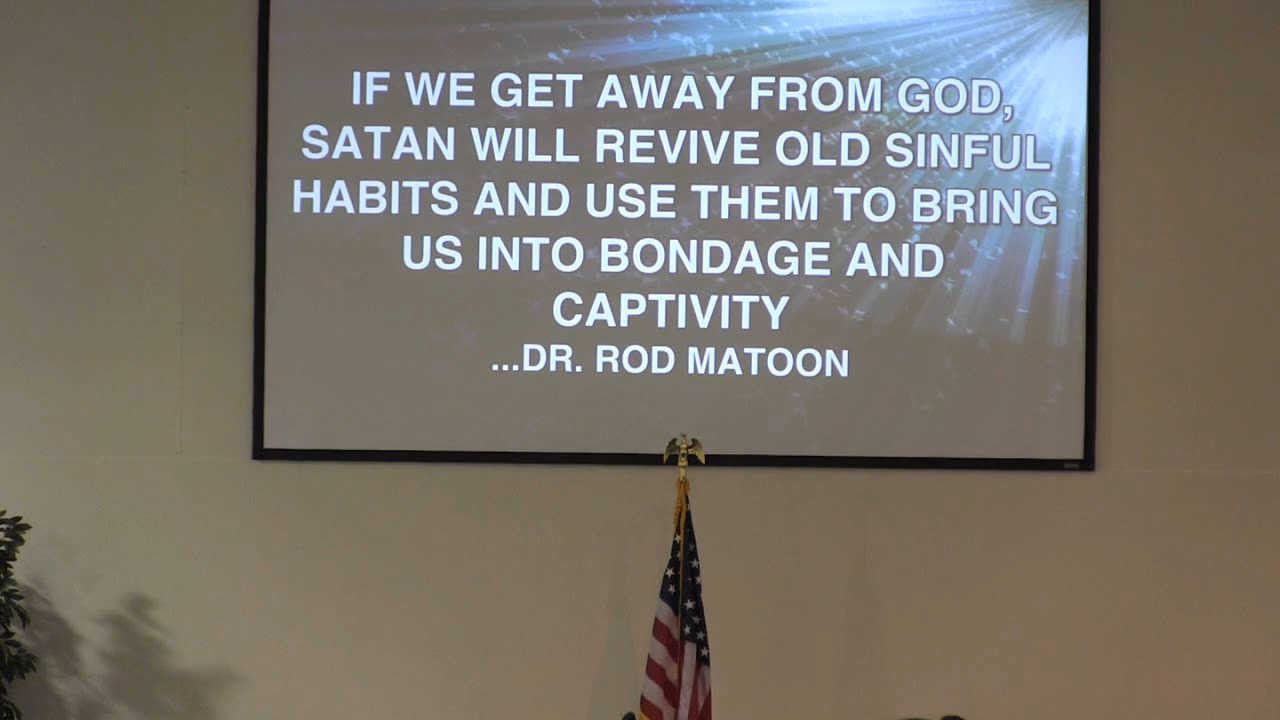 IF WE GET AWAY FROM GOD,
SATAN WILL REVIVE OLD SINFUL
HABITS AND USE THEM TO BRING
US INTO BONDAGE AND
CAPTIVITY
...DR. ROD MATOON